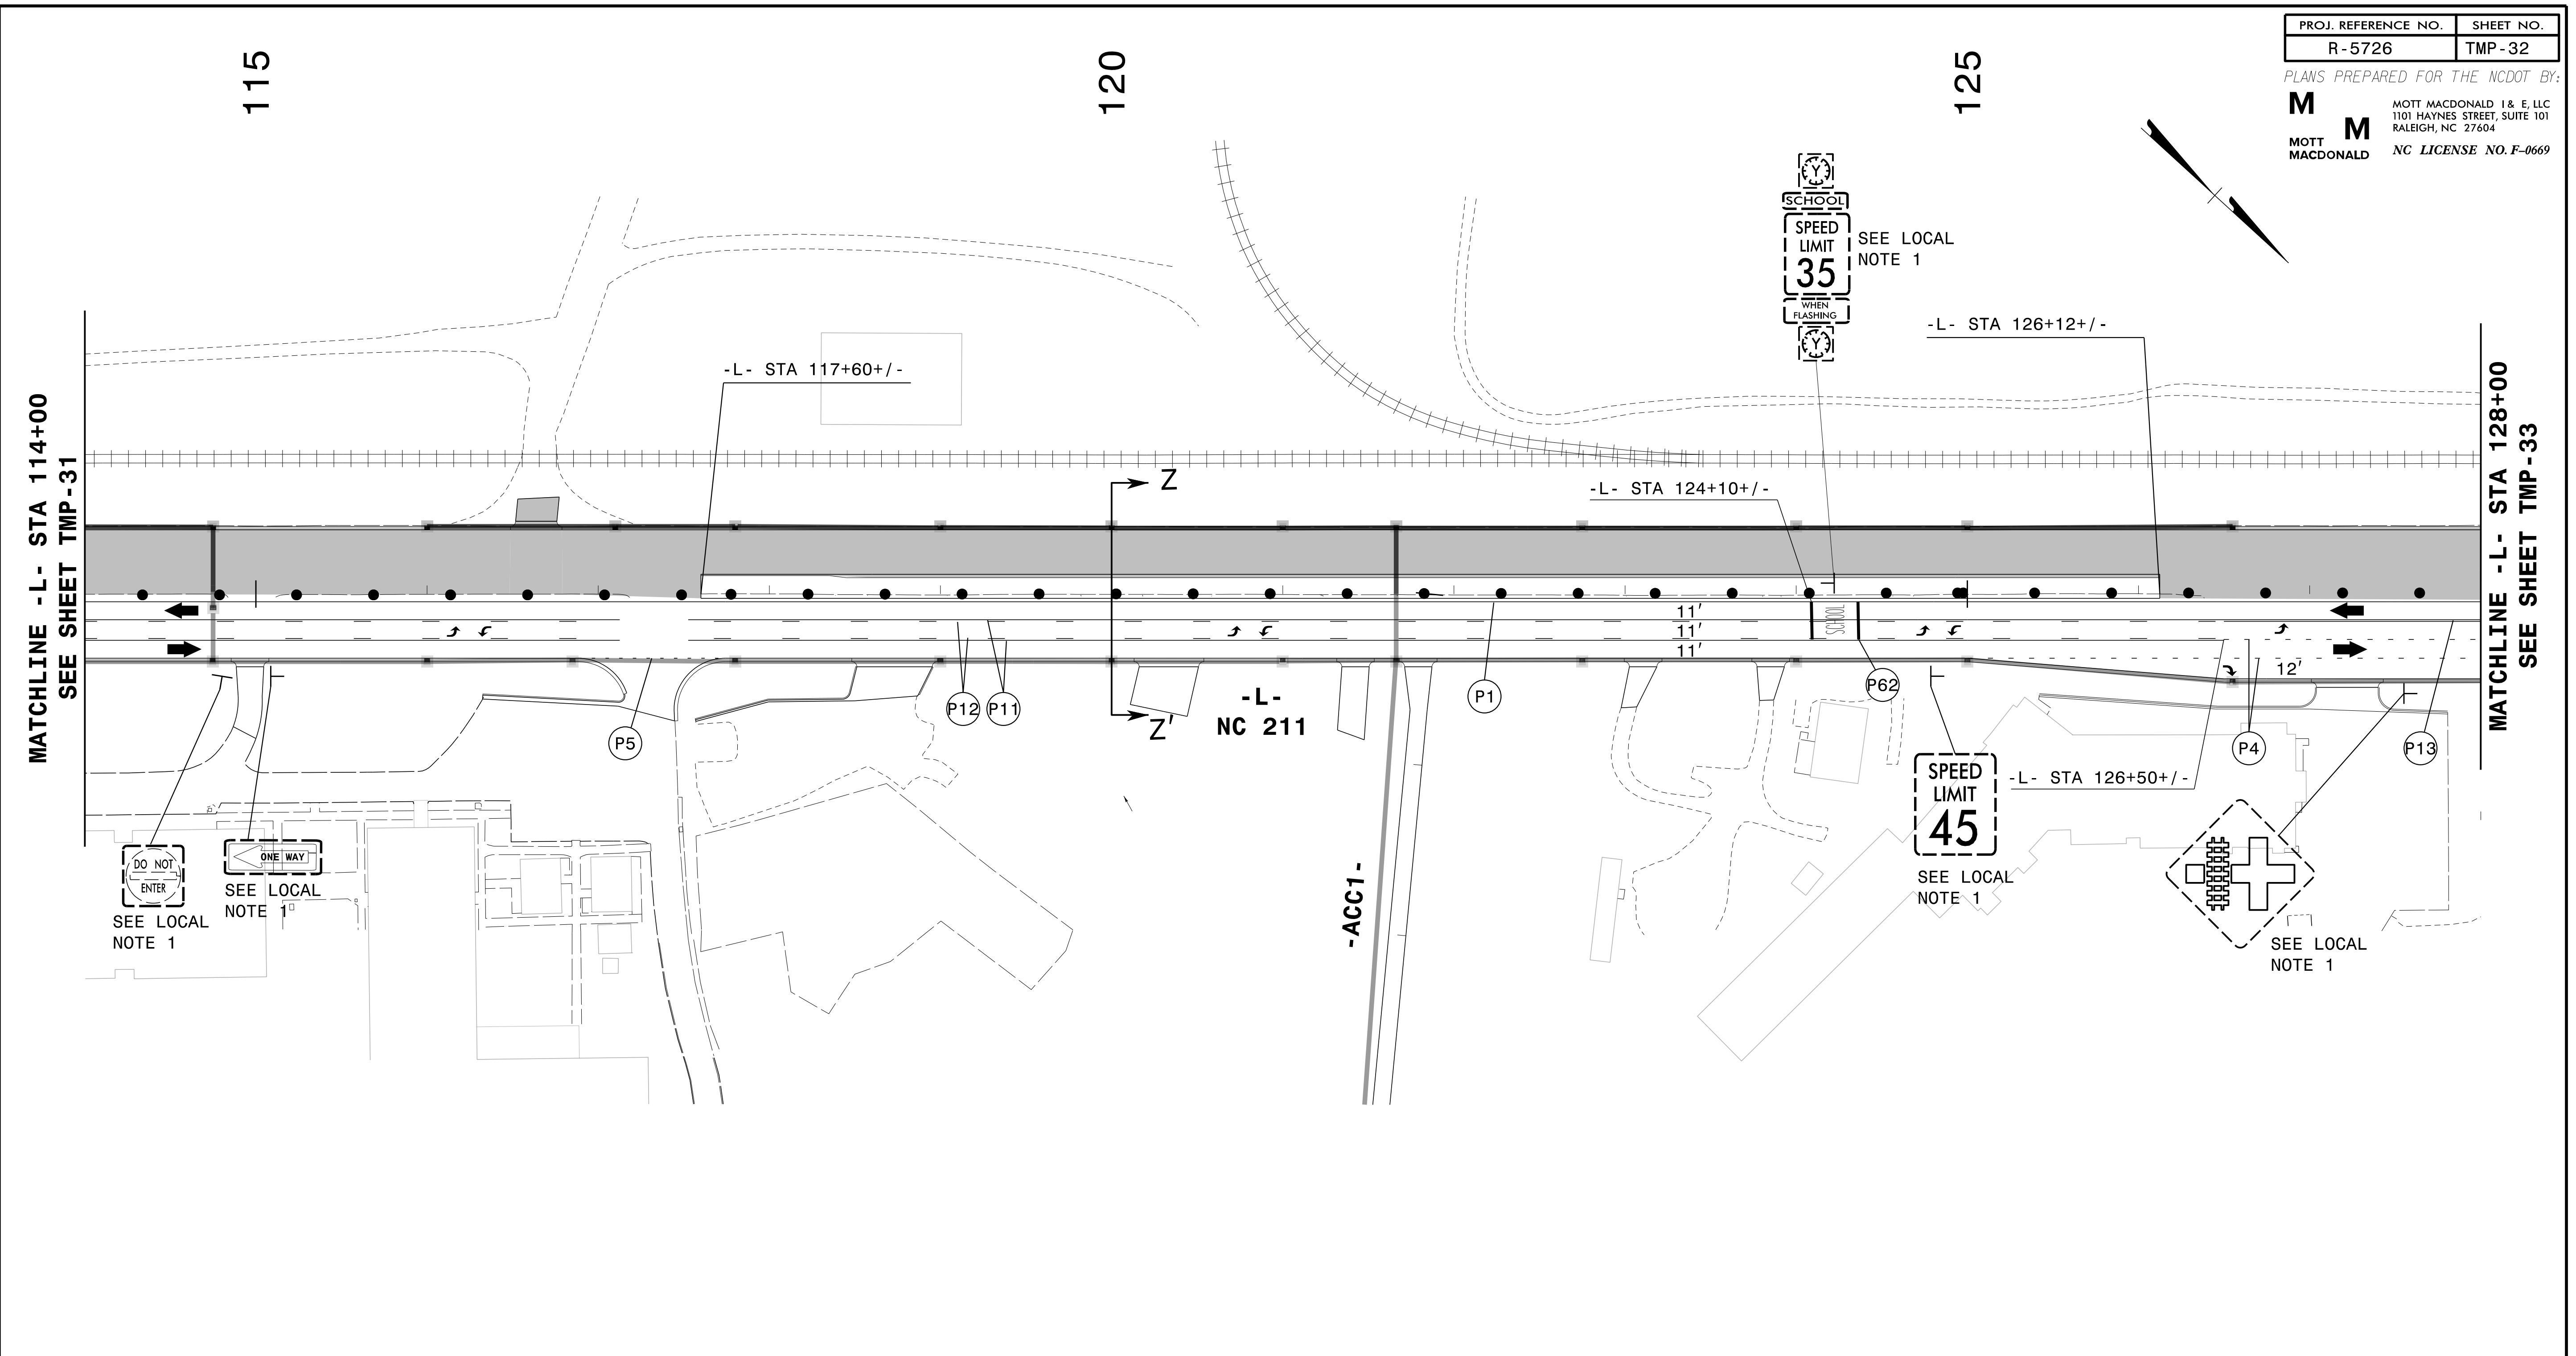 PROJ. REFERENCE NO. SHEET NO.
R-5726 TMP-32
PLANS PREPARED FOR THE NCDOT BY:
M
M
MOTT
MACDONALD
MOTT MACDONALD I & E, LLC
1101 HAYNES STREET, SUITE 101
RALEIGH, NC 27604
NC LICENSE NO. F-0669
115
120
125
Y
SCHOOL
SPEED
LIMIT
35
WHEN
FLASHING
Y
SEE LOCAL
NOTE 1
-L- STA 126+12+/-
-L- STA 117+60+/-
-L- STA 124+10+/-
MATCHLINE -L- STA 114+00
SEE SHEET TMP-31
MATCHLINE -L- STA 128+00
SEE SHEET TMP-33
Z
Z'
11'
11'
11'
SCHOOL
12'
-L-
NC 211
P5
P12
P11
P1
P62
P4
P13
-L- STA 126+50+/-
SPEED
LIMIT
45
SEE LOCAL
NOTE 1
DO NOT
ENTER
SEE LOCAL
NOTE 1
ONE WAY
SEE LOCAL
NOTE 1
-ACC1-
SEE LOCAL
NOTE 1